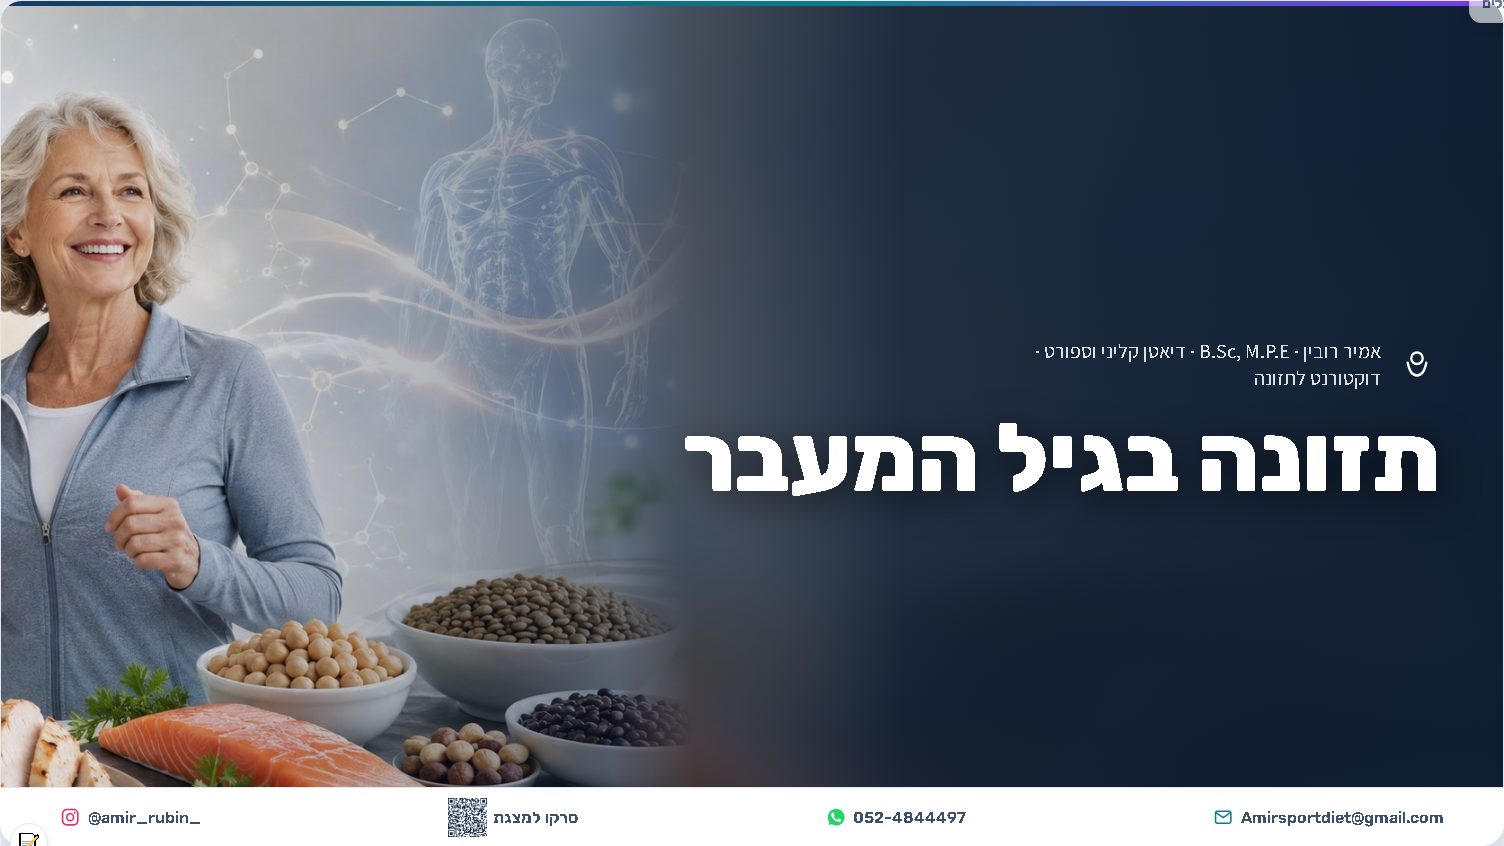 אמיר רובין · B.Sc, M.P.E · דיאטן קליני וספורט ·
דוקטורנט לתזונה
תזונה בגיל המעבר
@amir_rubin_
סרקו למצגת
052-4844497
Amirsportdiet@gmail.com